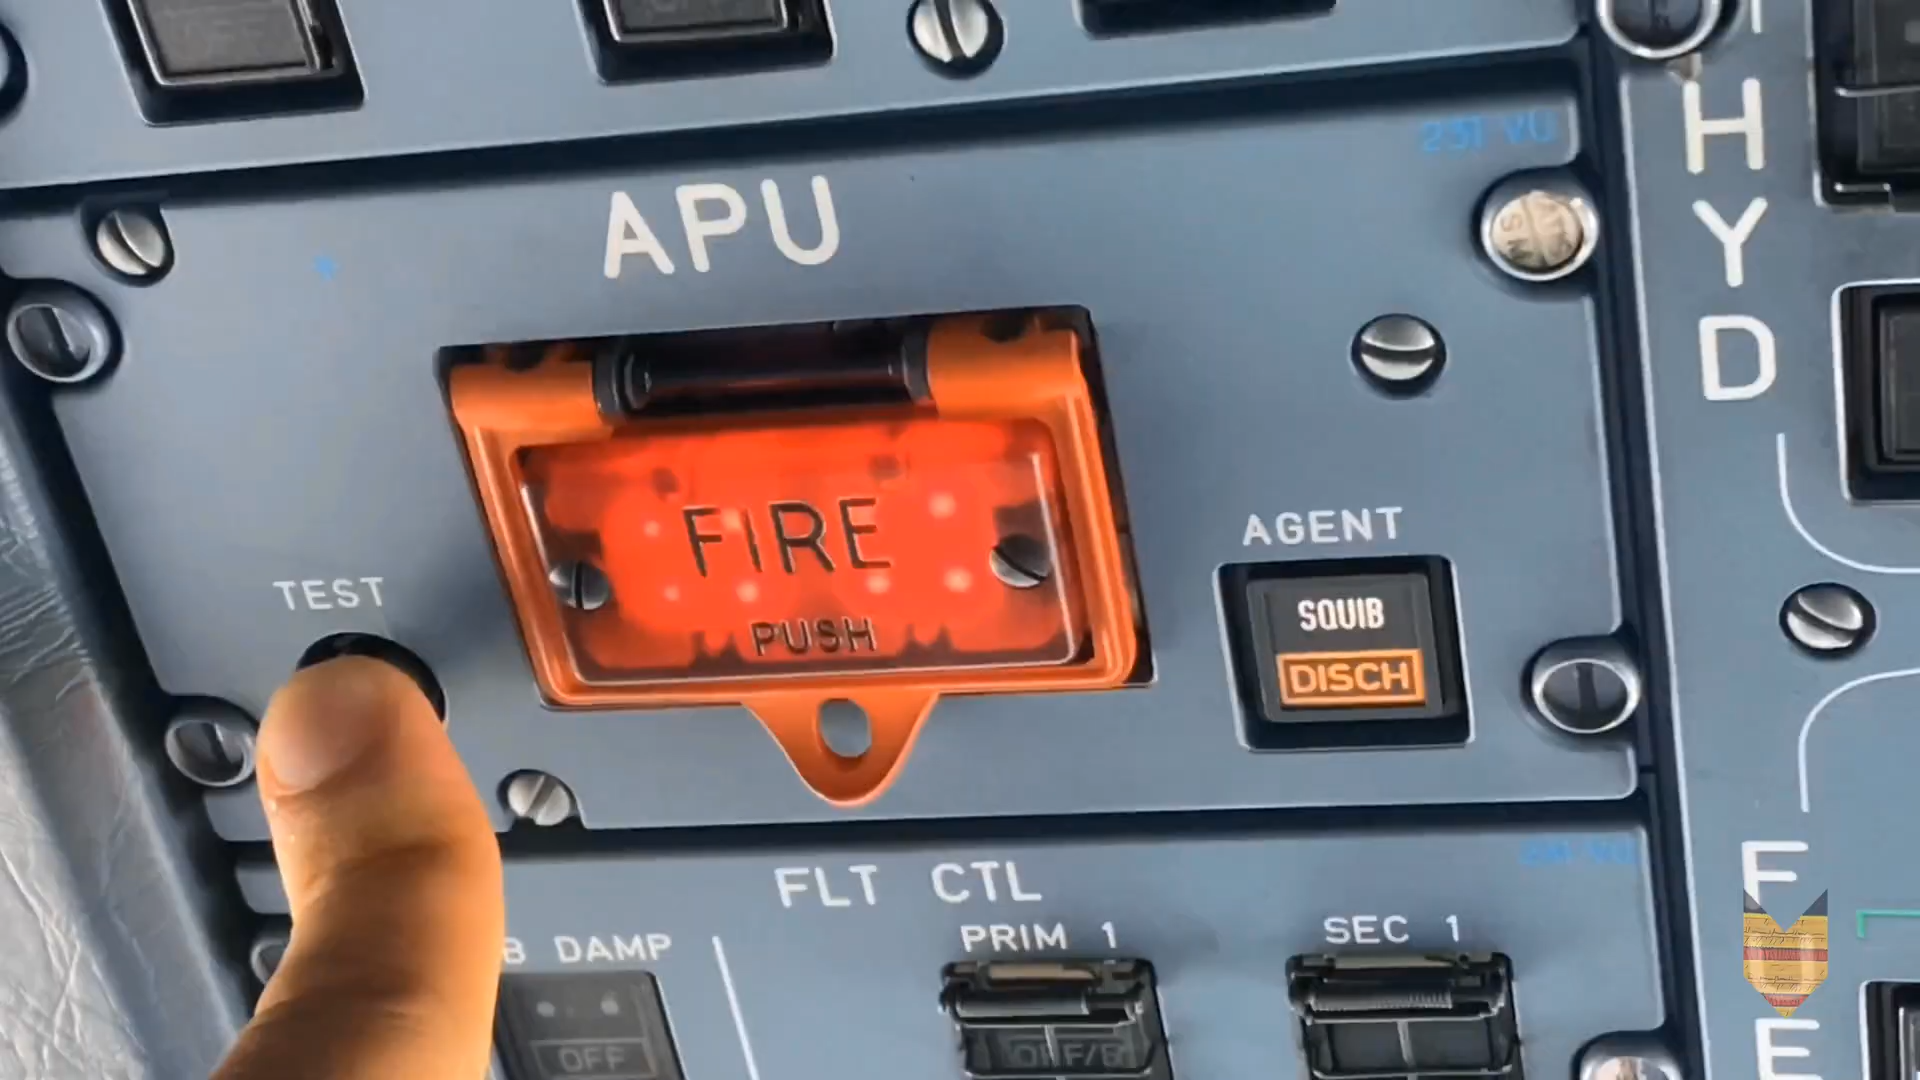 APU
FIRE
PUSH
TEST
AGENT
SQUIB
DISCH
FLT CTL
B DAMP
PRIM 1
SEC 1
OFF
HYD
F
E